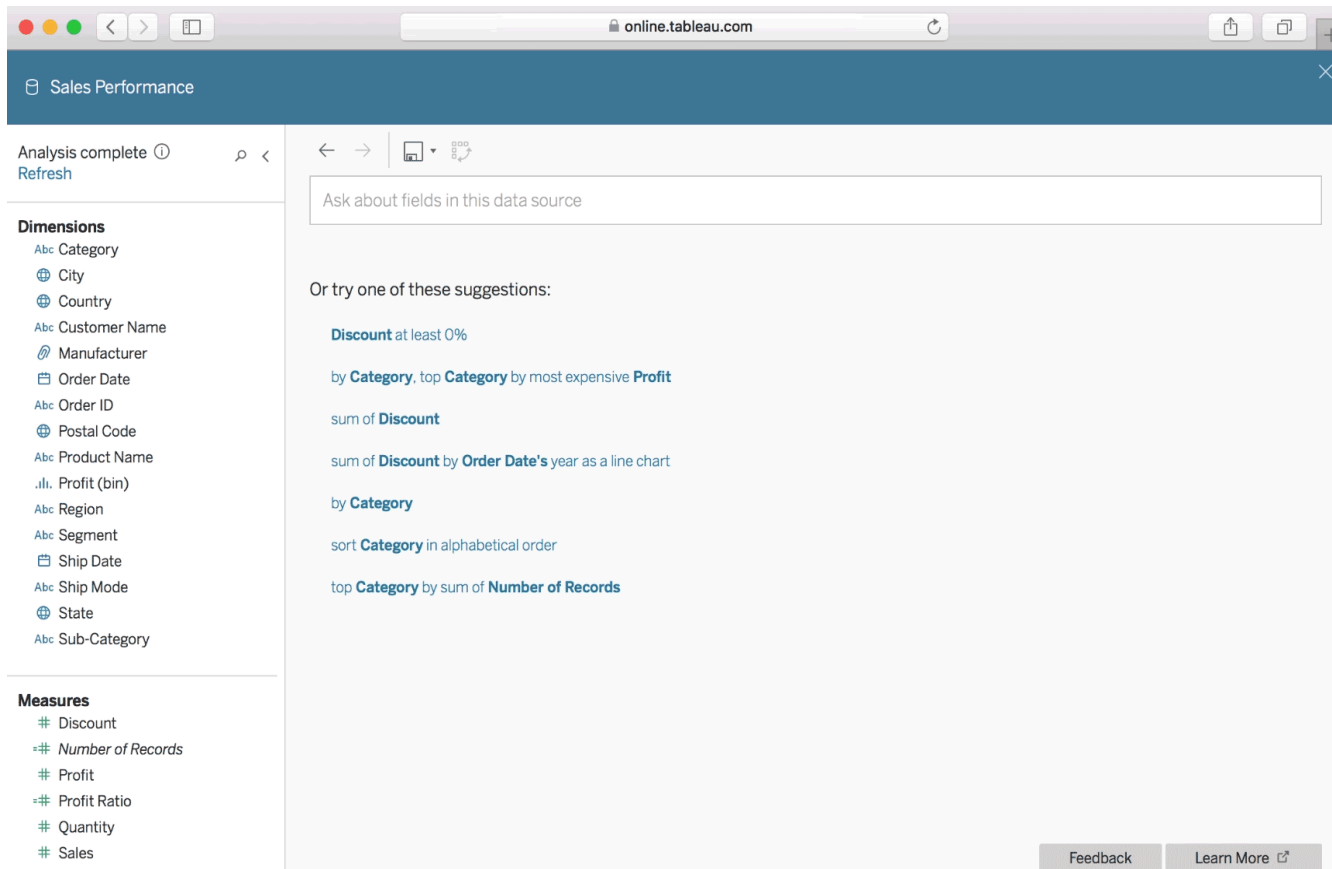 online.tableau.com
Sales Performance
Analysis complete
Refresh
Dimensions
Abc Category
City
Country
Abc Customer Name
Manufacturer
Order Date
Abc Order ID
Postal Code
Abc Product Name
Profit (bin)
Abc Region
Abc Segment
Ship Date
Abc Ship Mode
State
Abc Sub-Category
Measures
# Discount
=# Number of Records
# Profit
=# Profit Ratio
# Quantity
# Sales
Ask about fields in this data source
Or try one of these suggestions:
Discount at least 0%
by Category, top Category by most expensive Profit
sum of Discount
sum of Discount by Order Date's year as a line chart
by Category
sort Category in alphabetical order
top Category by sum of Number of Records
Feedback
Learn More